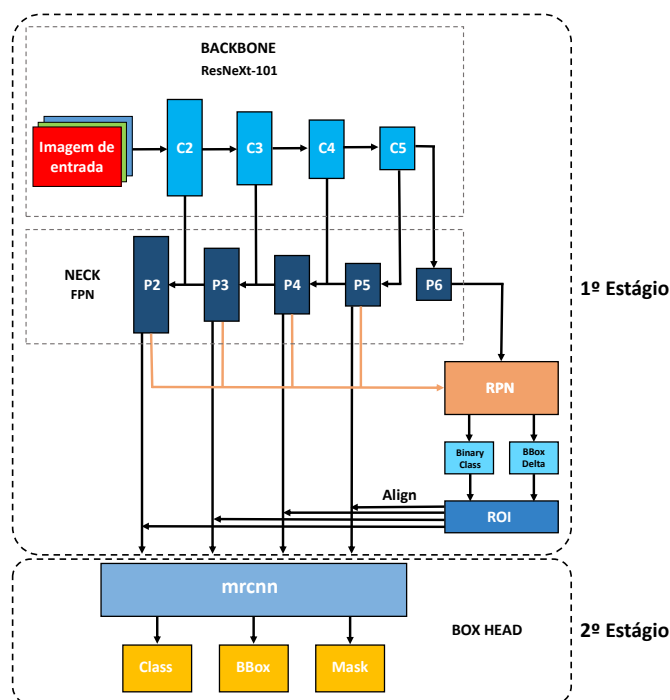 BACKBONE
ResNeXt-101
Imagem de
entrada
C2
C3
C4
C5
NECK
FPN
P2
P3
P4
P5
P6
1º Estágio
RPN
Binary
Class
BBox
Delta
Align
ROI
mrcnn
BOX HEAD
2º Estágio
Class
BBox
Mask